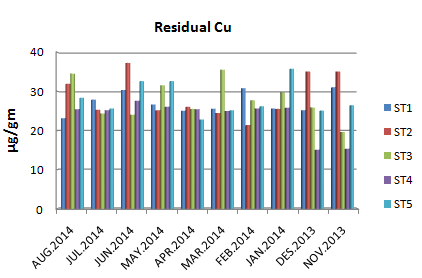 Residual Cu
µg/gm
40
30
20
10
0
AUG.2014
JUL.2014
JUN.2014
MAY.2014
APR.2014
MAR.2014
FEB.2014
JAN.2014
DES.2013
NOV.2013
ST1
ST2
ST3
ST4
ST5